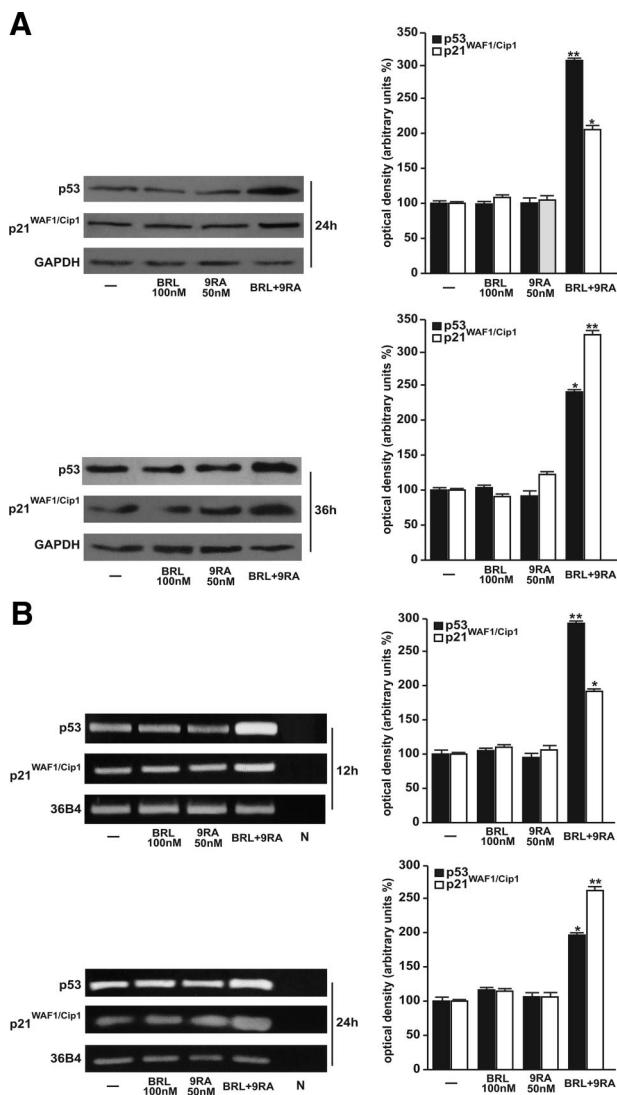 A
p53
p21WAF1/Cip1
GAPDH
24h
— BRL 9RA BRL+9RA
100nM 50nM
350
300
250
200
150
100
50
0
optical density (arbitrary units %)
p53
p21WAF1/Cip1
**
*
— BRL 9RA BRL+9RA
100nM 50nM
p53
p21WAF1/Cip1
GAPDH
36h
— BRL 9RA BRL+9RA
100nM 50nM
350
300
250
200
150
100
50
0
optical density (arbitrary units %)
p53
p21WAF1/Cip1
*
**
— BRL 9RA BRL+9RA
100nM 50nM
B
p53
p21WAF1/Cip1
36B4
12h
— BRL 9RA BRL+9RA N
100nM 50nM
300
250
200
150
100
50
0
optical density (arbitrary units %)
p53
p21WAF1/Cip1
**
*
— BRL 9RA BRL+9RA
100nM 50nM
p53
p21WAF1/Cip1
36B4
24h
— BRL 9RA BRL+9RA N
100nM 50nM
300
250
200
150
100
50
0
optical density (arbitrary units %)
p53
p21WAF1/Cip1
*
**
— BRL 9RA BRL+9RA
100nM 50nM